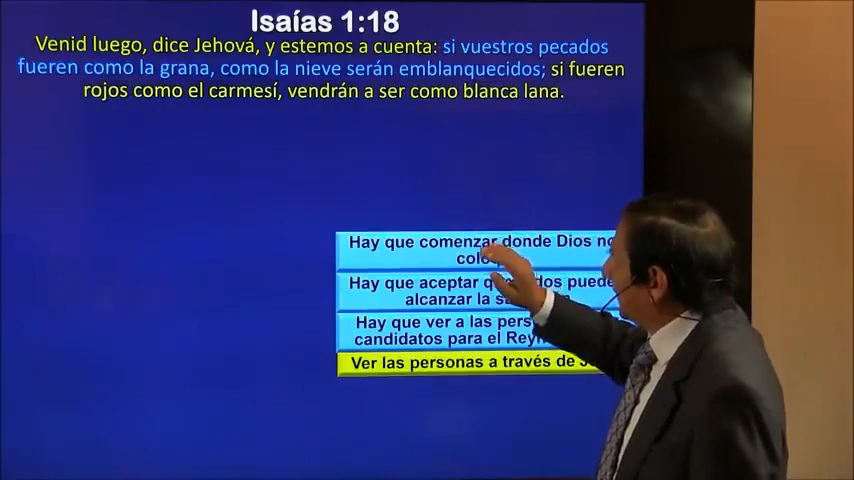 Isaías 1:18
Venid luego, dice Jehová, y estemos a cuenta: si vuestros pecados
fueren como la grana, como la nieve serán emblanquecidos; si fueren
rojos como el carmesí, vendrán a ser como blanca lana.
Hay que comenzar donde Dios
Hay que aceptar
alcanzar la
Hay que ver a las
candidatos para el
Ver las personas a través de